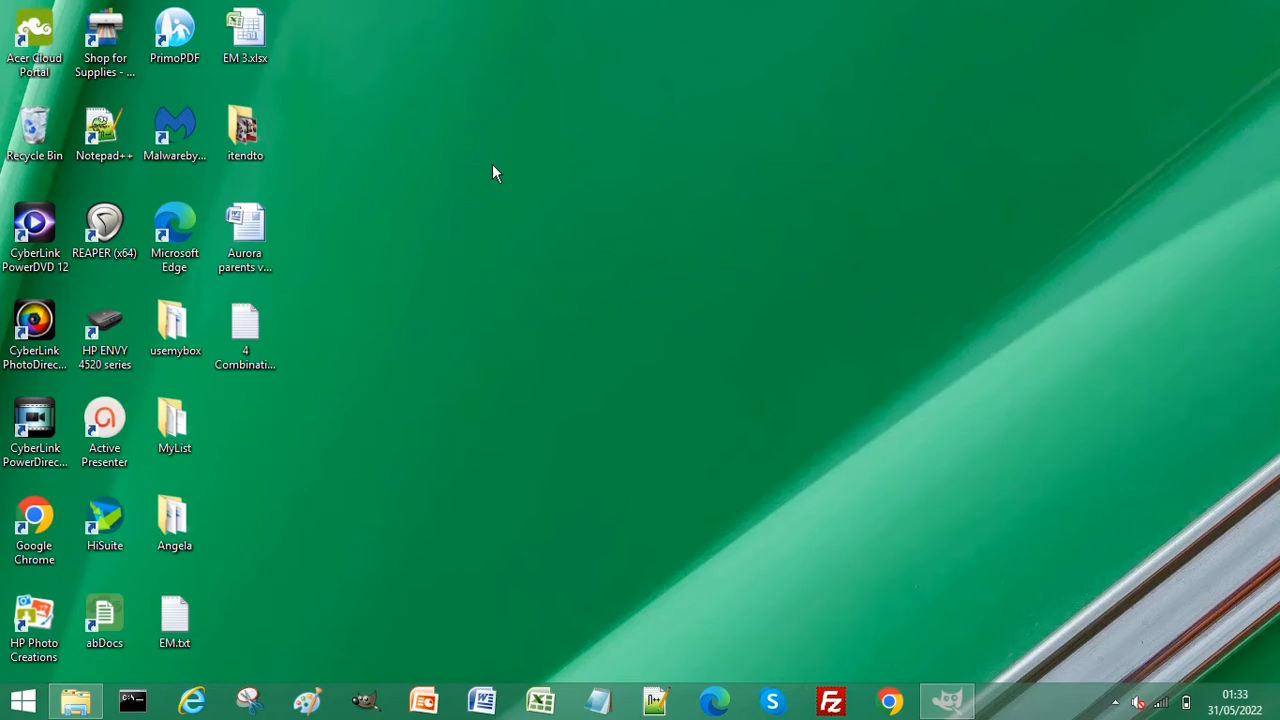 Acer Cloud
Portal
Shop for
Supplies - ...
PrimoPDF
EM 3.xlsx
Recycle Bin
Notepad++
Malwareby...
itendto
CyberLink
PowerDVD 12
REAPER (x64)
Microsoft
Edge
Aurora
parents v...
CyberLink
PhotoDirec...
HP ENVY
4520 series
usemybox
4
Combinati...
CyberLink
PowerDirec...
Active
Presenter
MyList
Google
Chrome
HiSuite
Angela
HP Photo
Creations
abDocs
EM.txt
01:33
31/05/2022